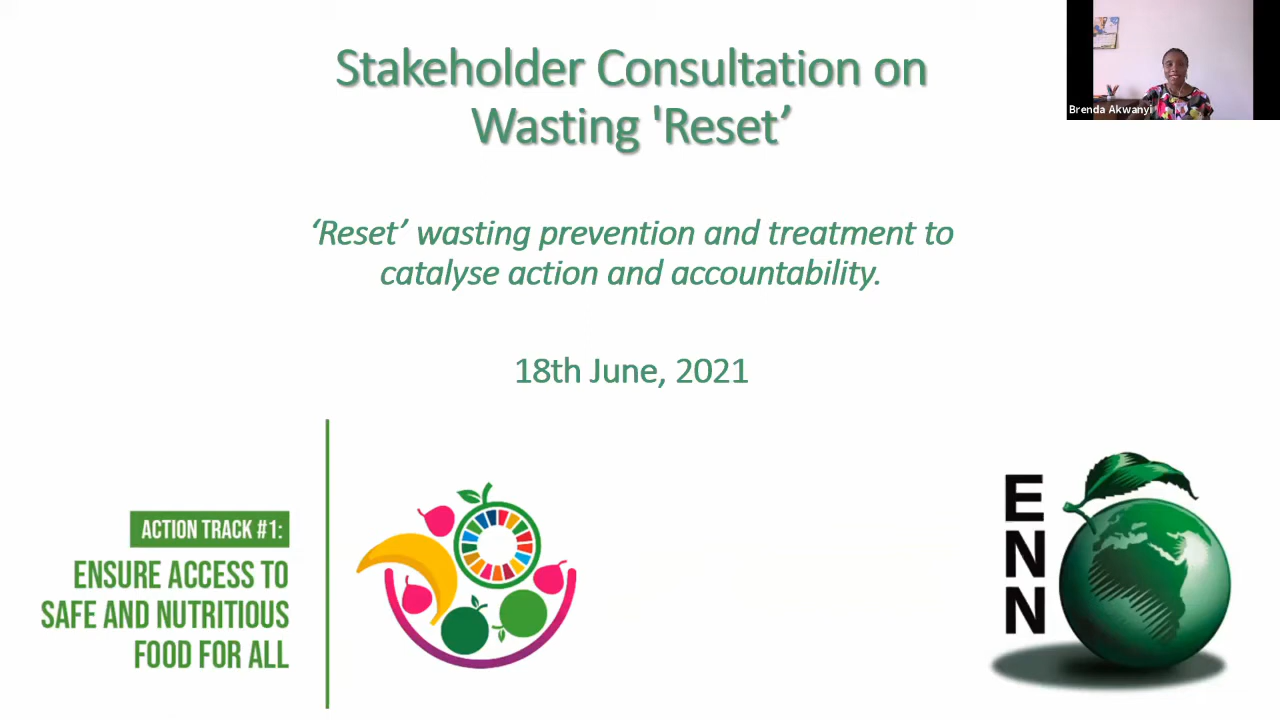 Stakeholder Consultation on
Wasting 'Reset’
‘Reset’ wasting prevention and treatment to
catalyse action and accountability.
18th June, 2021
ACTION TRACK #1:
ENSURE ACCESS TO
SAFE AND NUTRITIOUS
FOOD FOR ALL
ENN
Brenda Akwanyi